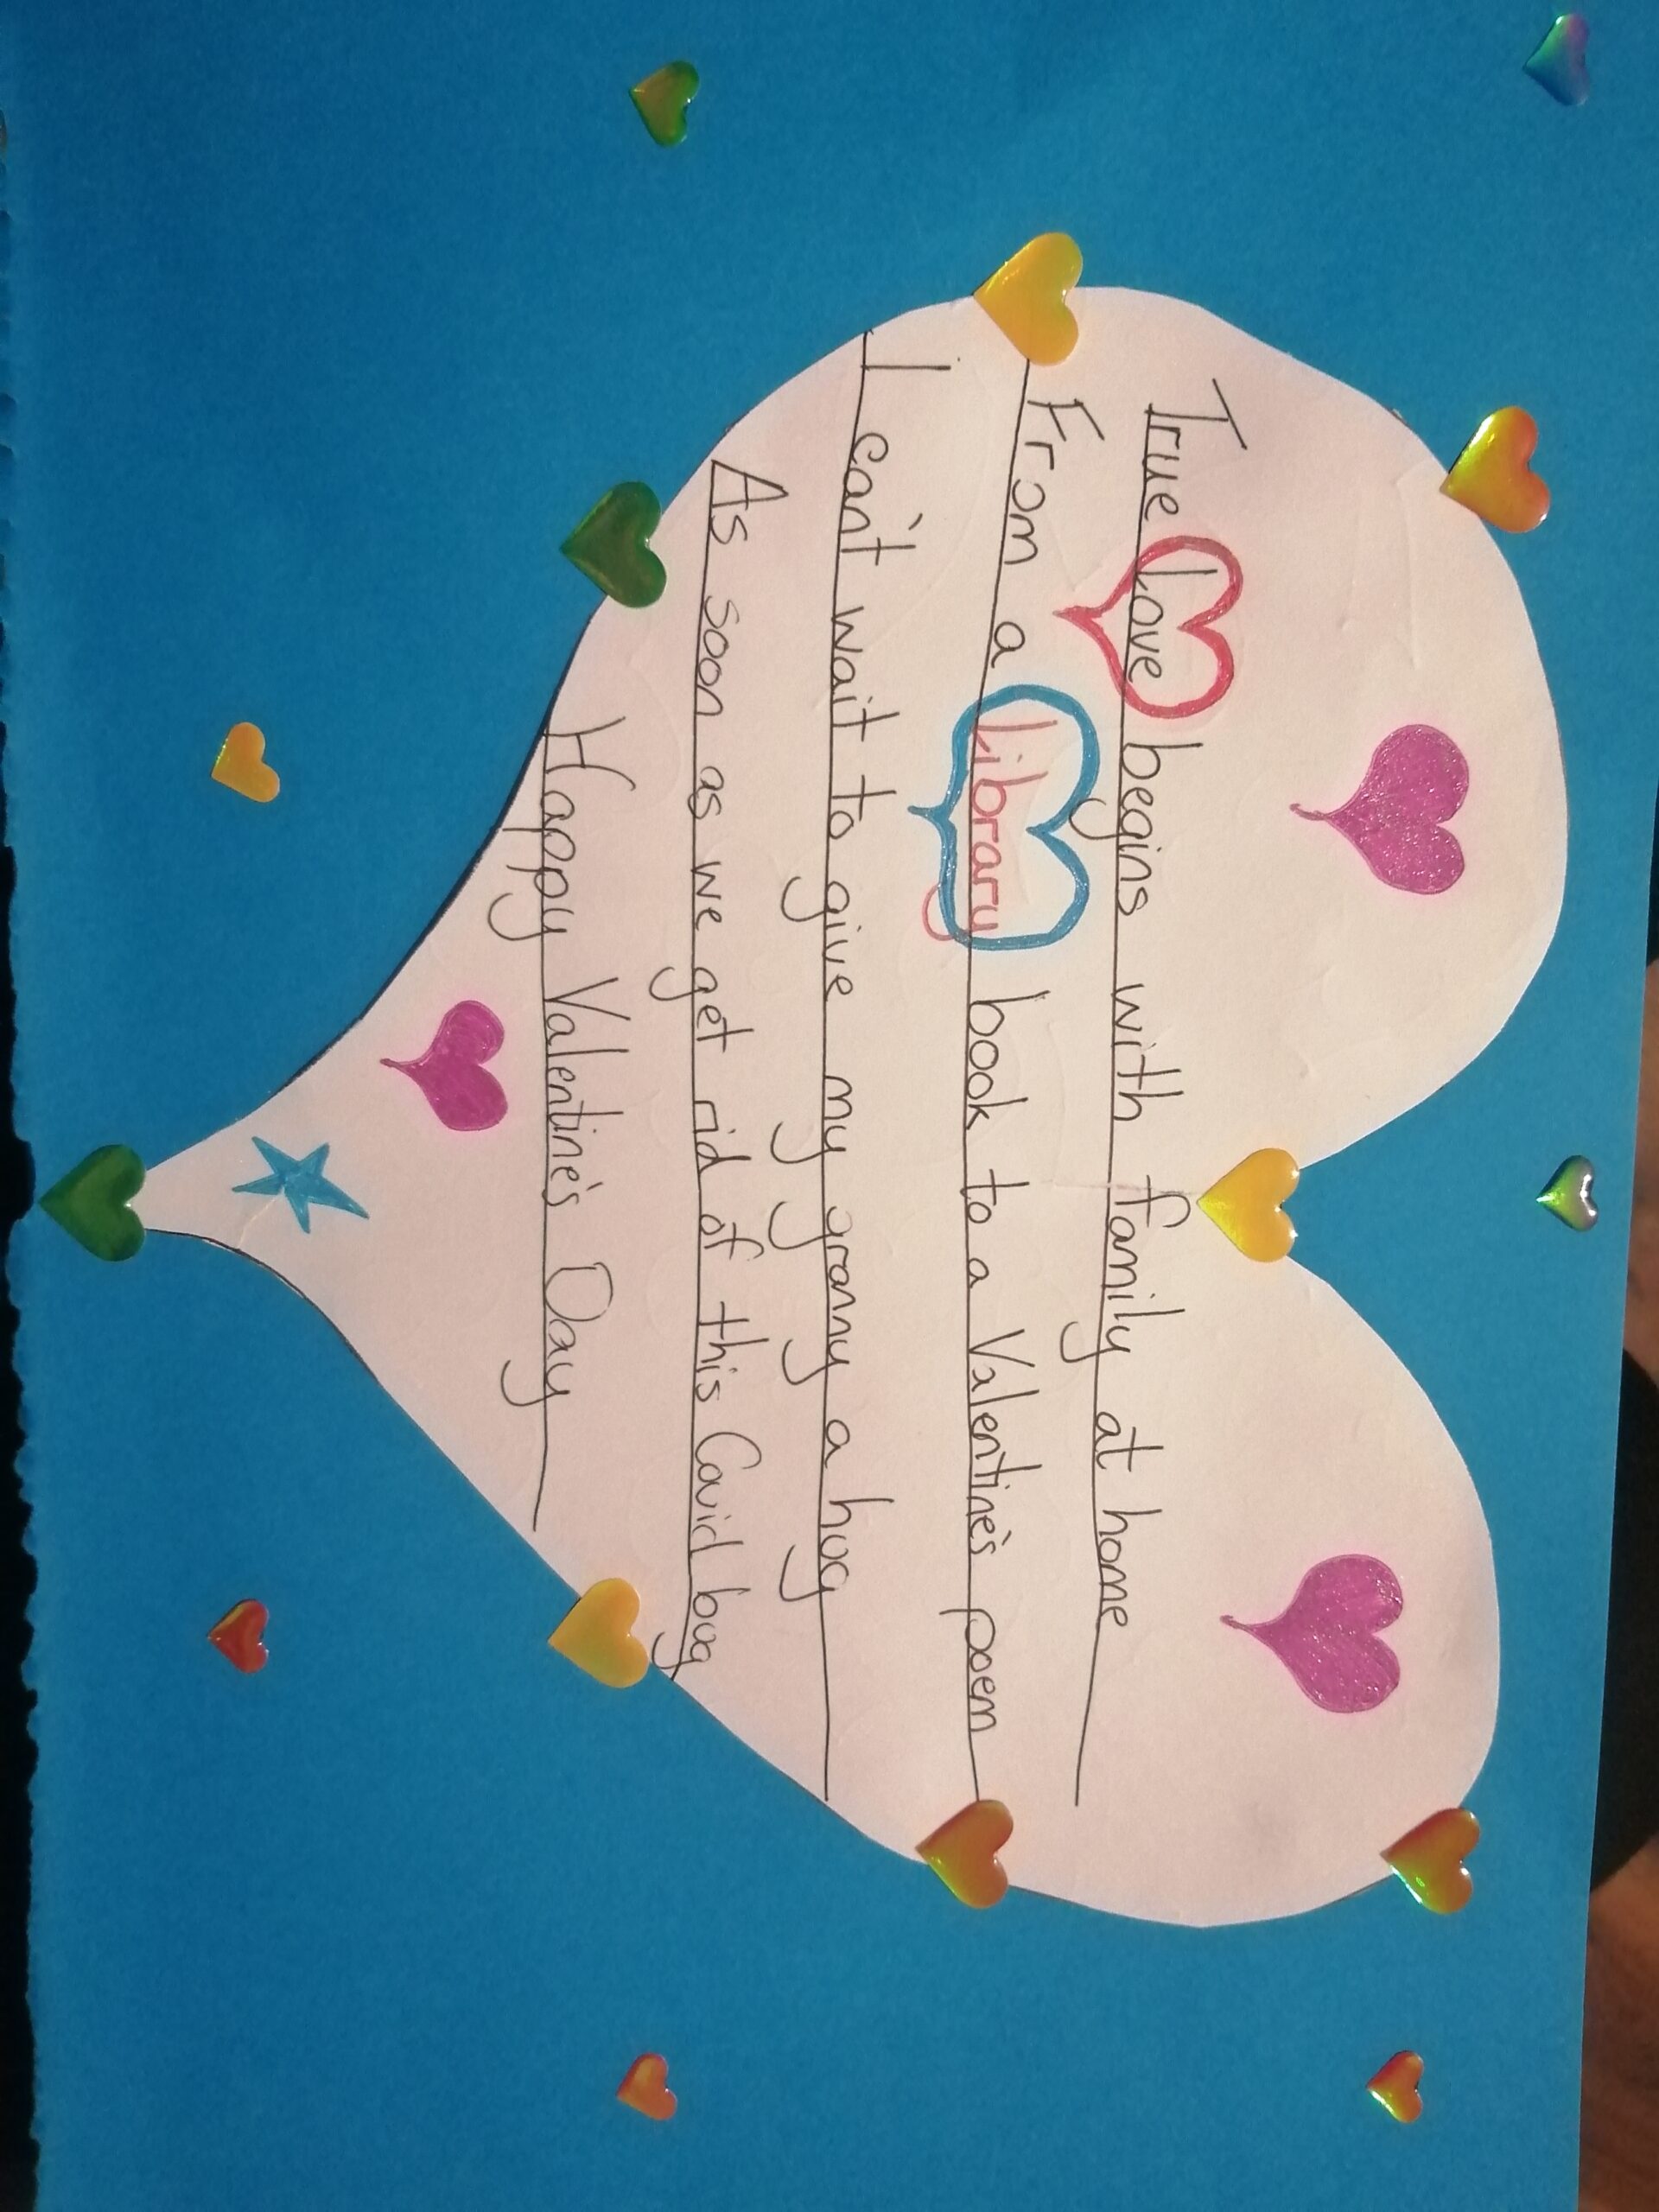 True Love begins with family at home
From a Library book to a Valentine's poem
I can't wait to give my granny a hug
As soon as we get rid of this Covid bug
Happy Valentine's Day